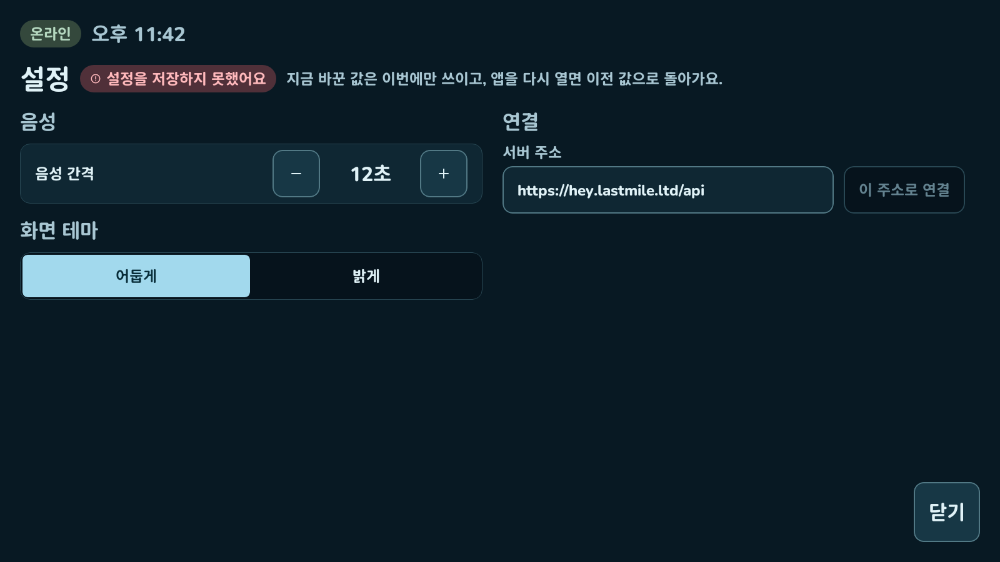 온라인 오후 11:42
설정 설정을 저장하지 못했어요 지금 바꾼 값은 이번에만 쓰이고, 앱을 다시 열면 이전 값으로 돌아가요.
음성
음성 간격 − 12초 +
화면 테마
어둡게 밝게
연결
서버 주소
https://hey.lastmile.ltd/api 이 주소로 연결
닫기